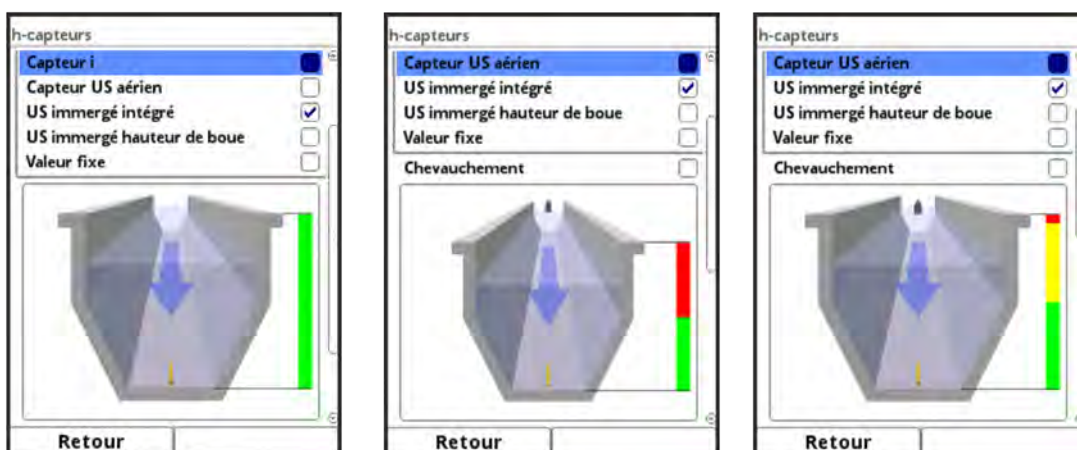 h-capteurs
Capteur i
Capteur US aérien
US immergé intégré
US immergé hauteur de boue
Valeur fixe
Retour
h-capteurs
Capteur US aérien
US immergé intégré
US immergé hauteur de boue
Valeur fixe
Chevauchement
Retour
h-capteurs
Capteur US aérien
US immergé intégré
US immergé hauteur de boue
Valeur fixe
Chevauchement
Retour